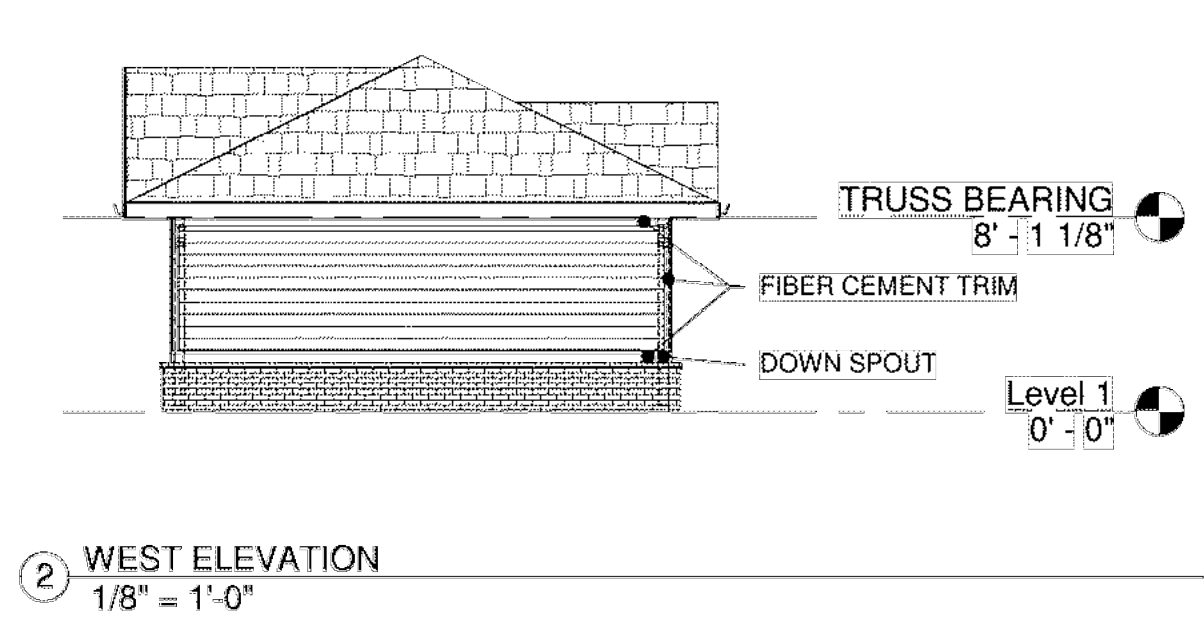 TRUSS BEARING
8' - 1 1/8"
FIBER CEMENT TRIM
DOWN SPOUT
Level 1
0' - 0"
2
WEST ELEVATION
1/8" = 1'-0"